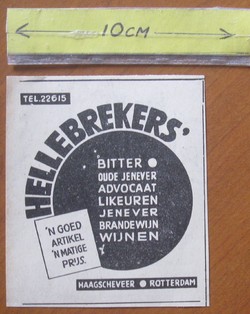 10CM
TEL.22615
HELLEBREKERS'
BITTER
OUDE JENEVER
ADVOCAAT
LIKEUREN
JENEVER
BRANDEWIJN
WIJNEN
'N GOED
ARTIKEL
'N MATIGE
PRIJS.
HAAGSCHEVEER ROTTERDAM